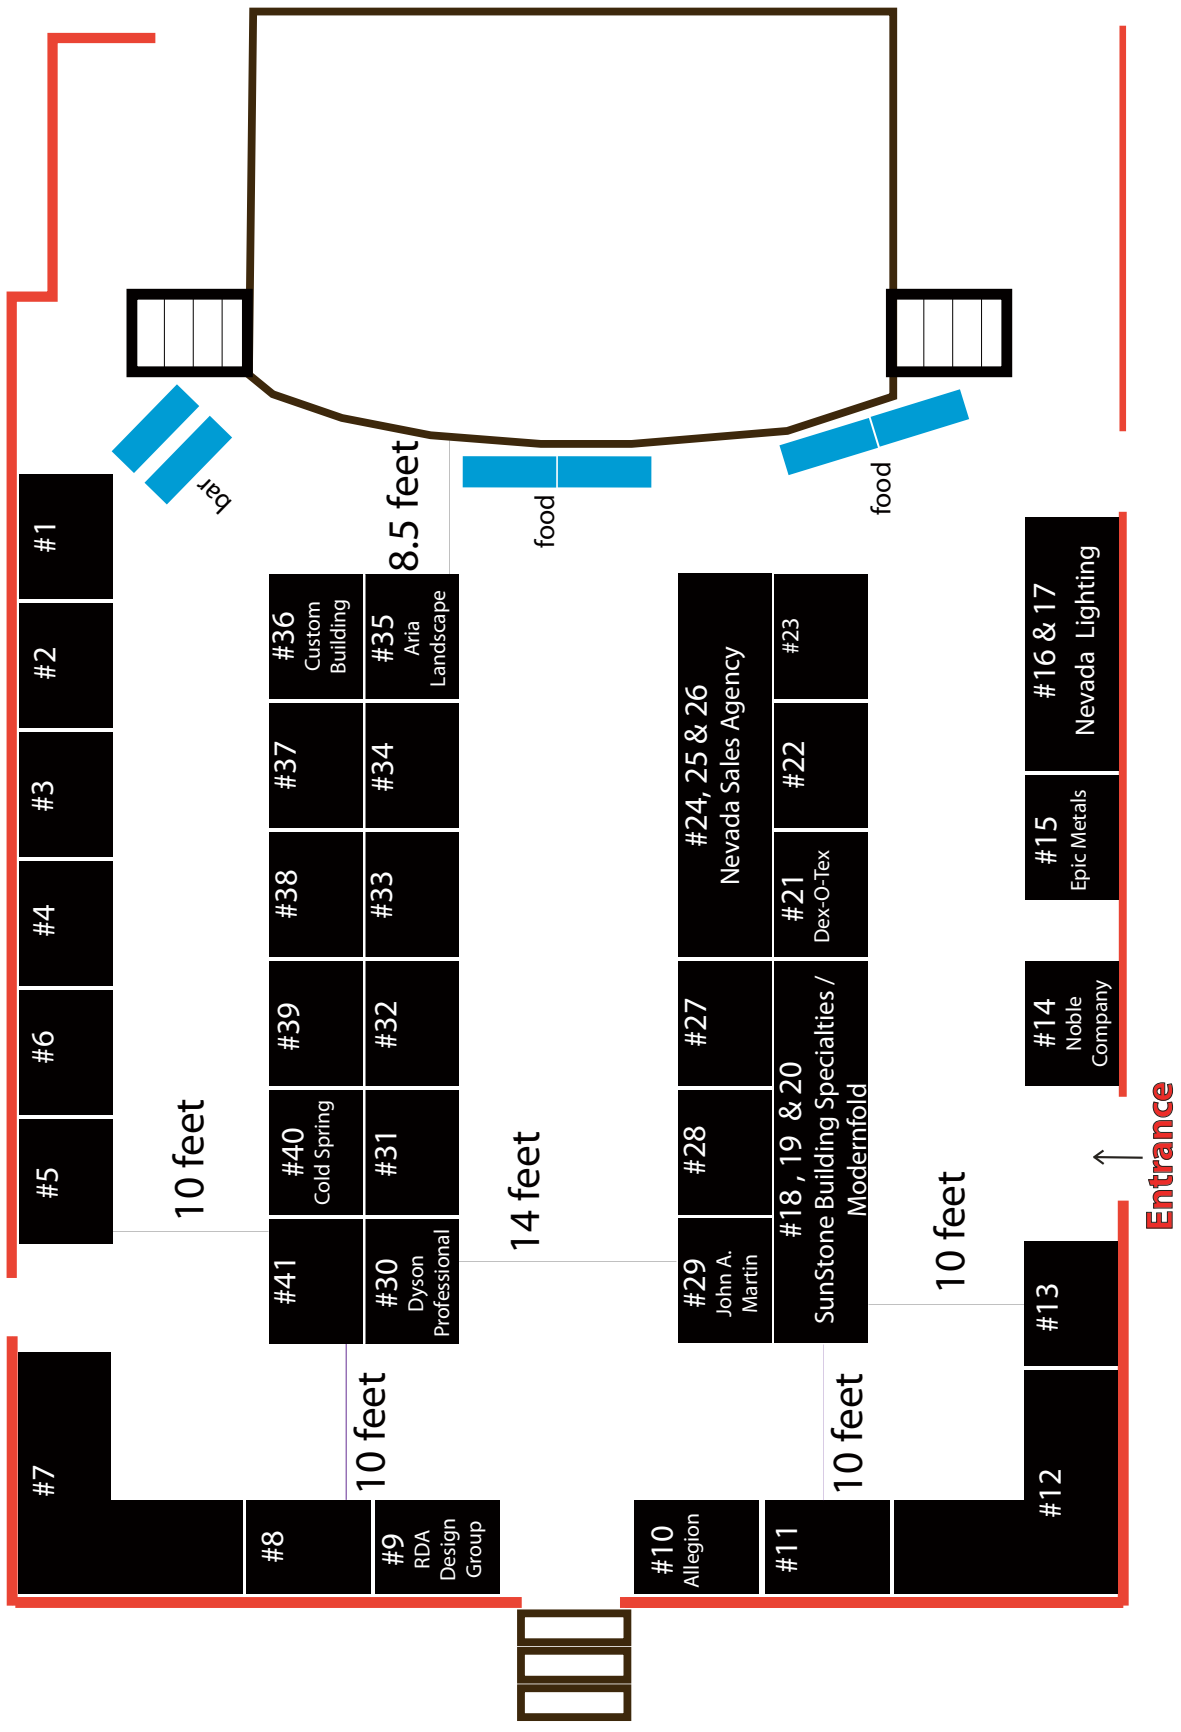 bar
8.5 feet
food
food
#1
#2
#3
#4
#6
#5
10 feet
#36
Custom
Building
#35
Aria
Landscape
#37
#34
#38
#33
#39
#32
#40
Cold Spring
#31
#41
#30
Dyson
Professional
14 feet
#24, 25 & 26
Nevada Sales Agency
#23
#22
#21
Dex-O-Tex
#27
#28
#29
John A.
Martin
#18 , 19 & 20
SunStone Building Specialties /
Modernfold
#16 & 17
Nevada Lighting
#15
Epic Metals
#14
Noble
Company
Entrance
10 feet
#13
#12
10 feet
10 feet
#7
#8
#9
RDA
Design
Group
#10
Allegion
#11